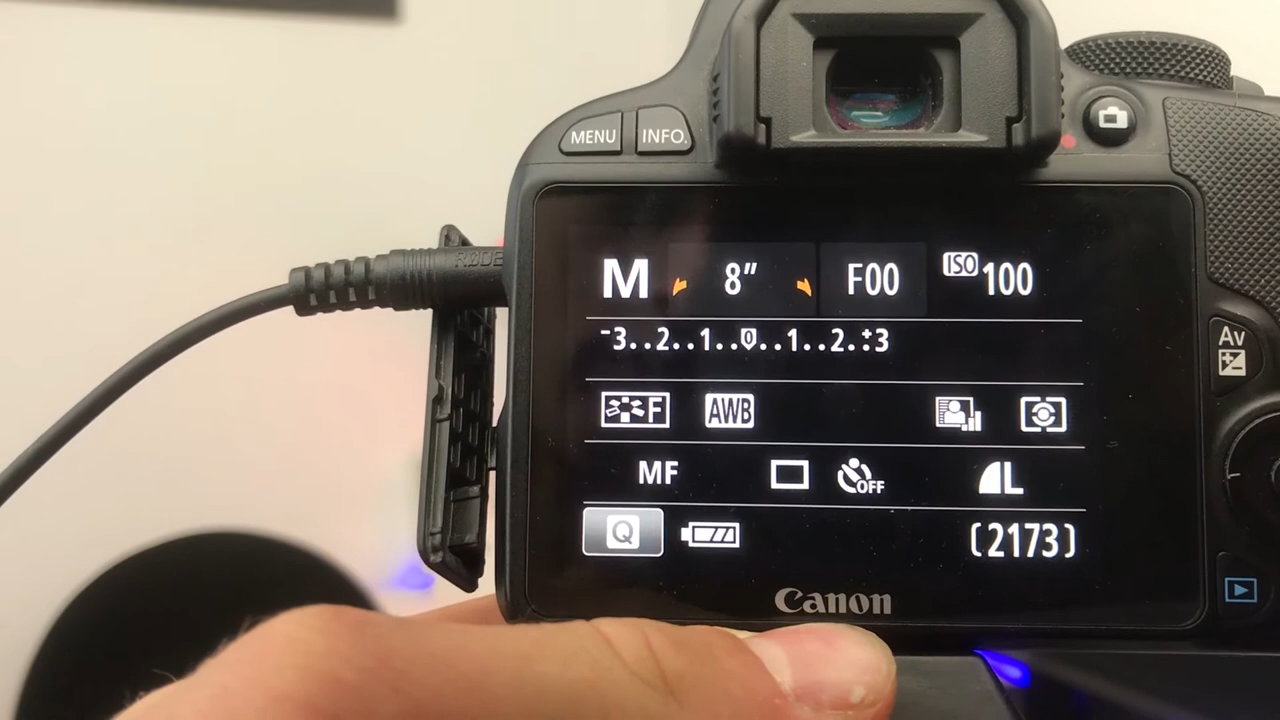 MENU INFO.
RØDE
M 8" F00 ISO 100
-3..2..1..0..1..2.:+3
F AWB
Av
MF OFF L
Q [2173]
Canon